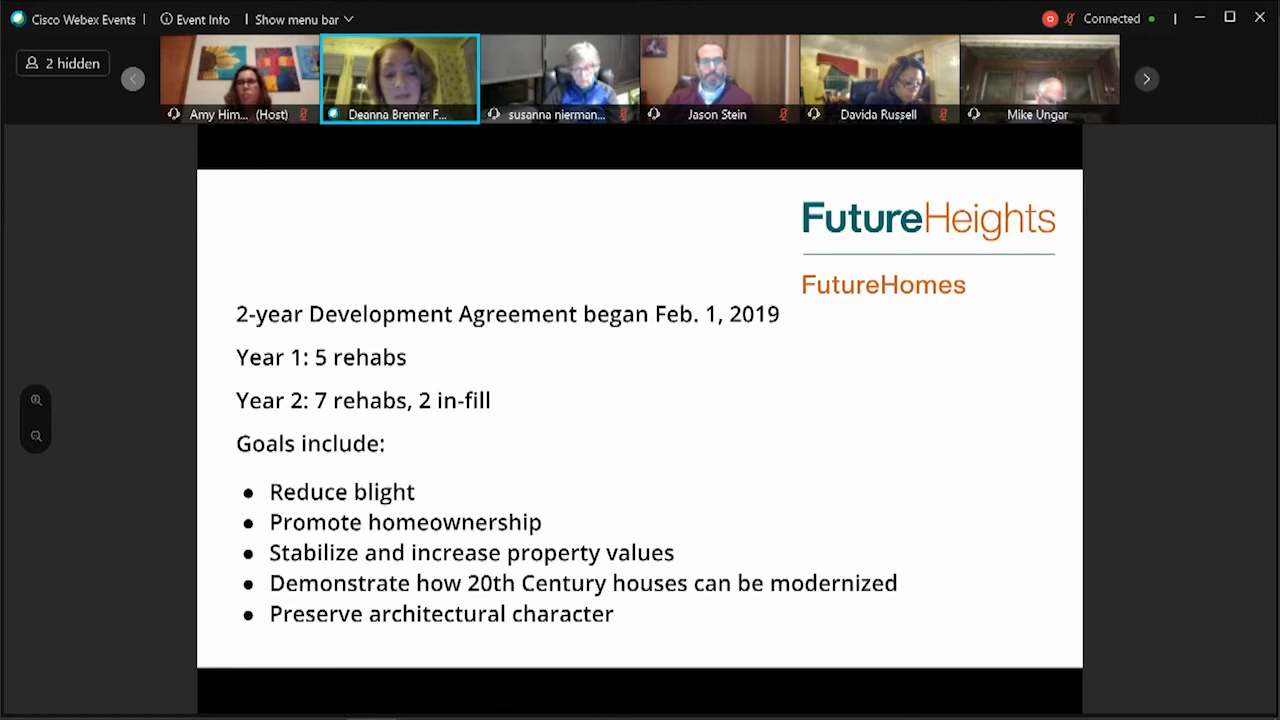 Cisco Webex Events
Event Info
Show menu bar
Connected
2 hidden
Amy Him... (Host)
Deanna Bremer F...
susanna nierman...
Jason Stein
Davida Russell
Mike Ungar
FutureHeights
FutureHomes
2-year Development Agreement began Feb. 1, 2019
Year 1: 5 rehabs
Year 2: 7 rehabs, 2 in-fill
Goals include:
● Reduce blight
● Promote homeownership
● Stabilize and increase property values
● Demonstrate how 20th Century houses can be modernized
● Preserve architectural character